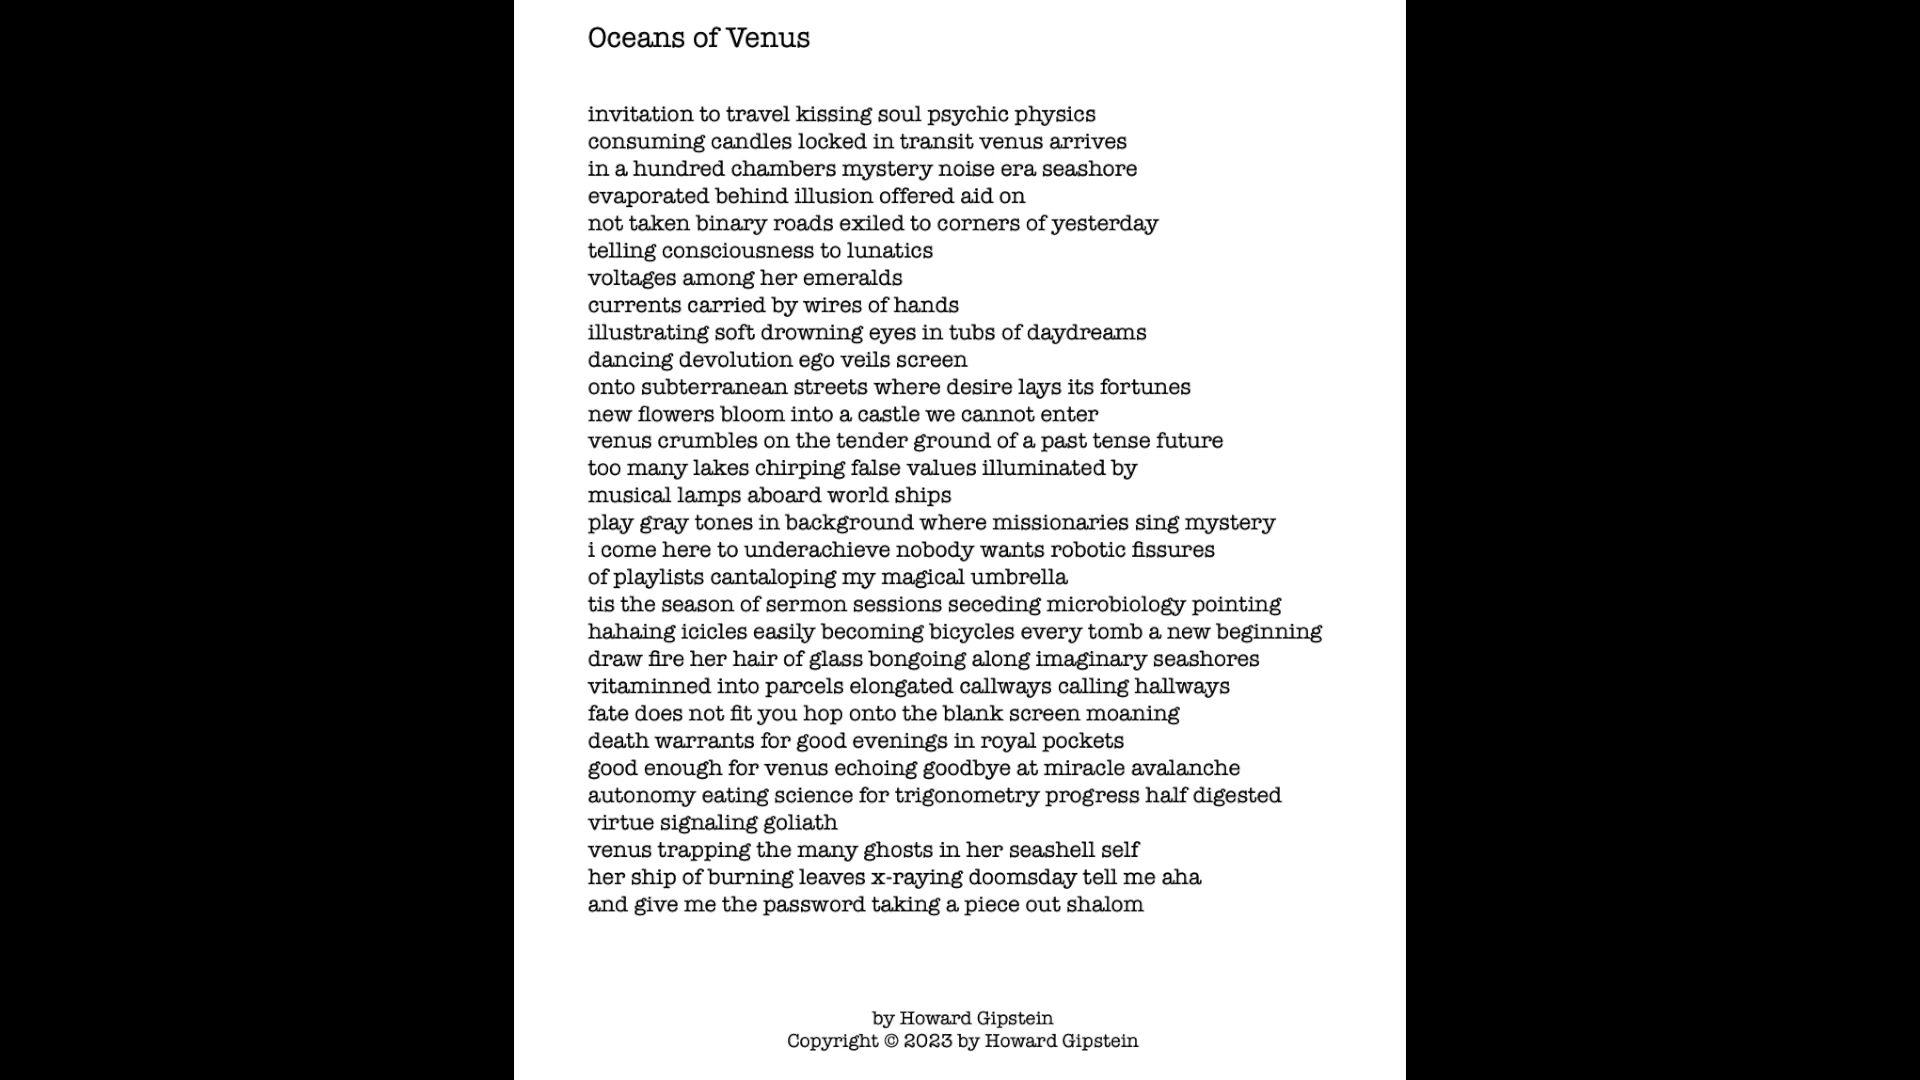 Oceans of Venus
invitation to travel kissing soul psychic physics
consuming candles locked in transit venus arrives
in a hundred chambers mystery noise era seashore
evaporated behind illusion offered aid on
not taken binary roads exiled to corners of yesterday
telling consciousness to lunatics
voltages among her emeralds
currents carried by wires of hands
illustrating soft drowning eyes in tubs of daydreams
dancing devolution ego veils screen
onto subterranean streets where desire lays its fortunes
new flowers bloom into a castle we cannot enter
venus crumbles on the tender ground of a past tense future
too many lakes chirping false values illuminated by
musical lamps aboard world ships
play gray tones in background where missionaries sing mystery
i come here to underachieve nobody wants robotic fissures
of playlists cantaloping my magical umbrella
tis the season of sermon sessions seceding microbiology pointing
hahaing icicles easily becoming bicycles every tomb a new beginning
draw fire her hair of glass bongoing along imaginary seashores
vitaminned into parcels elongated callways calling hallways
fate does not fit you hop onto the blank screen moaning
death warrants for good evenings in royal pockets
good enough for venus echoing goodbye at miracle avalanche
autonomy eating science for trigonometry progress half digested
virtue signaling goliath
venus trapping the many ghosts in her seashell self
her ship of burning leaves x-raying doomsday tell me aha
and give me the password taking a piece out shalom
by Howard Gipstein
Copyright © 2023 by Howard Gipstein